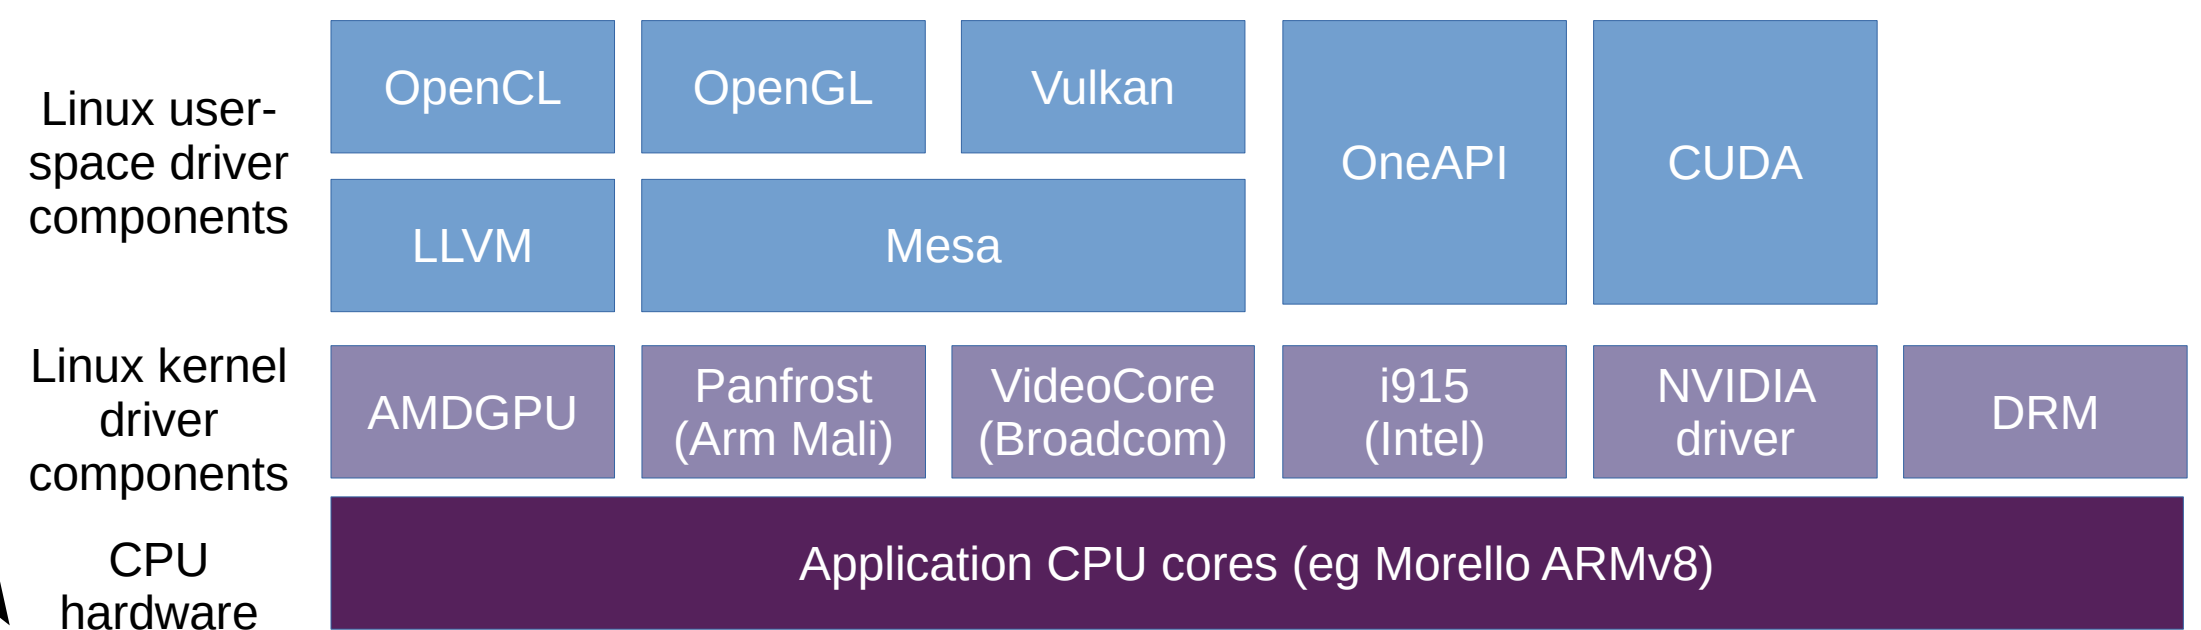 Linux user-
space driver
components
OpenCL
OpenGL
Vulkan
OneAPI
CUDA
LLVM
Mesa
Linux kernel
driver
components
AMDGPU
Panfrost
(Arm Mali)
VideoCore
(Broadcom)
i915
(Intel)
NVIDIA
driver
DRM
CPU
hardware
Application CPU cores (eg Morello ARMv8)